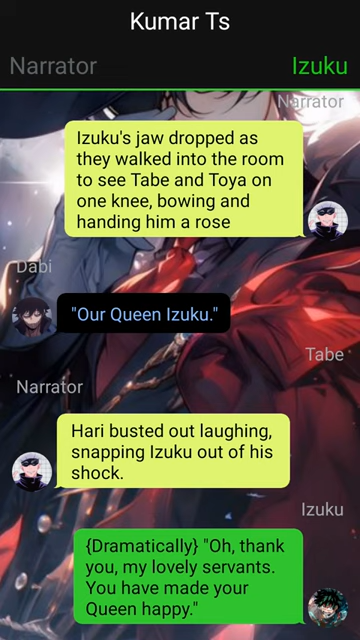 Kumar Ts
Narrator
Izuku
Narrator
Izuku's jaw dropped as
they walked into the room
to see Tabe and Toya on
one knee, bowing and
handing him a rose
Dabi
"Our Queen Izuku."
Tabe
Narrator
Hari busted out laughing,
snapping Izuku out of his
shock.
Izuku
{Dramatically} "Oh, thank
you, my lovely servants.
You have made your
Queen happy."